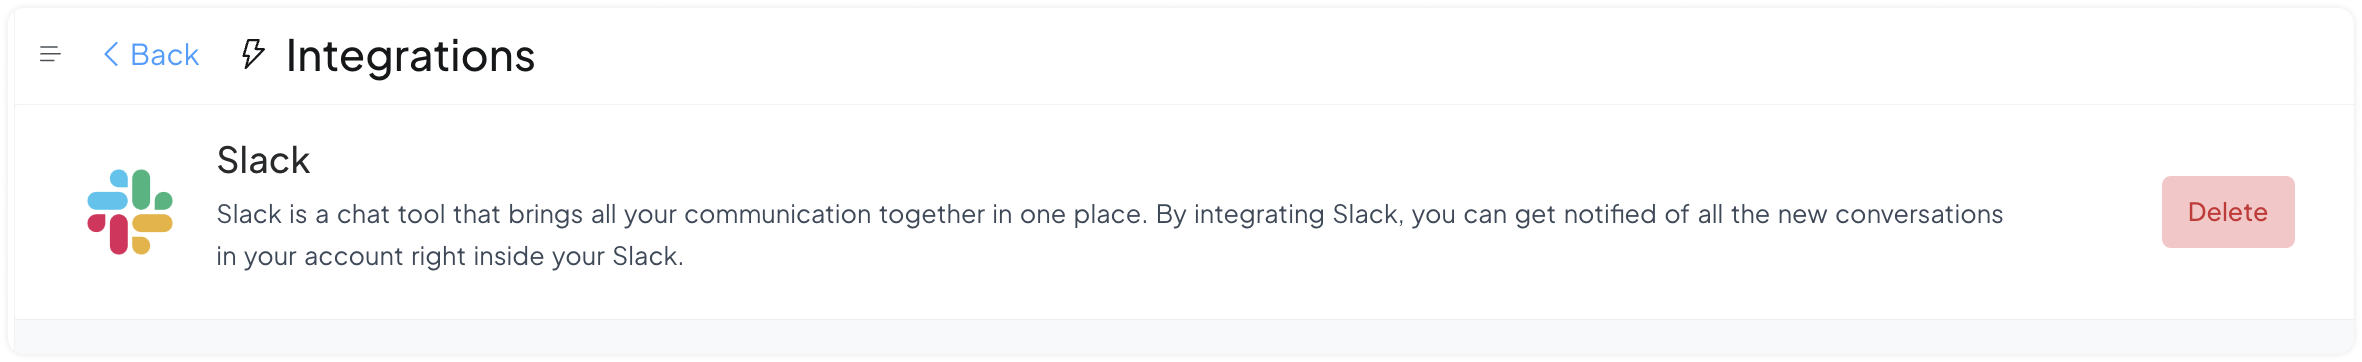 Back
Integrations
Slack
Slack is a chat tool that brings all your communication together in one place. By integrating Slack, you can get notified of all the new conversations
in your account right inside your Slack.
Delete